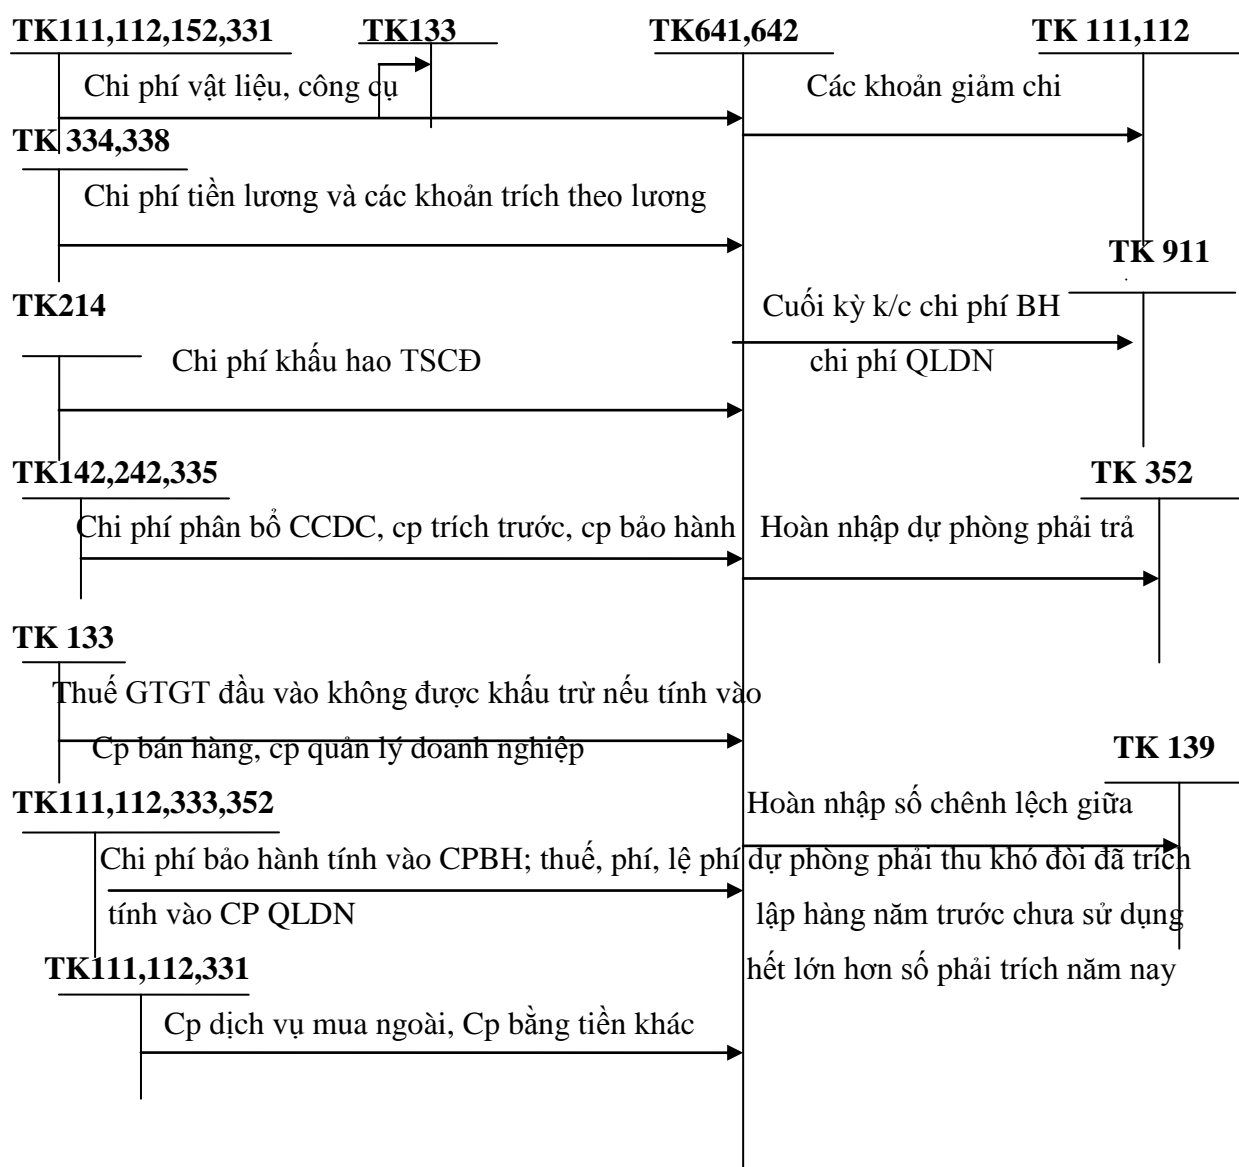 TK111,112,152,331 TK133 TK641,642 TK 111,112
Chi phí vật liệu, công cụ Các khoản giảm chi
TK 334,338
Chi phí tiền lương và các khoản trích theo lương
TK 911
TK214 Cuối kỳ k/c chi phí BH
Chi phí khấu hao TSCĐ chi phí QLDN
TK142,242,335 TK 352
Chi phí phân bổ CCDC, cp trích trước, cp bảo hành Hoàn nhập dự phòng phải trả
TK 133
Thuế GTGT đầu vào không được khấu trừ nếu tính vào
Cp bán hàng, cp quản lý doanh nghiệp TK 139
TK111,112,333,352 Hoàn nhập số chênh lệch giữa
Chi phí bảo hành tính vào CPBH; thuế, phí, lệ phí dự phòng phải thu khó đòi đã trích
tính vào CP QLDN lập hàng năm trước chưa sử dụng
TK111,112,331 hết lớn hơn số phải trích năm nay
Cp dịch vụ mua ngoài, Cp bằng tiền khác